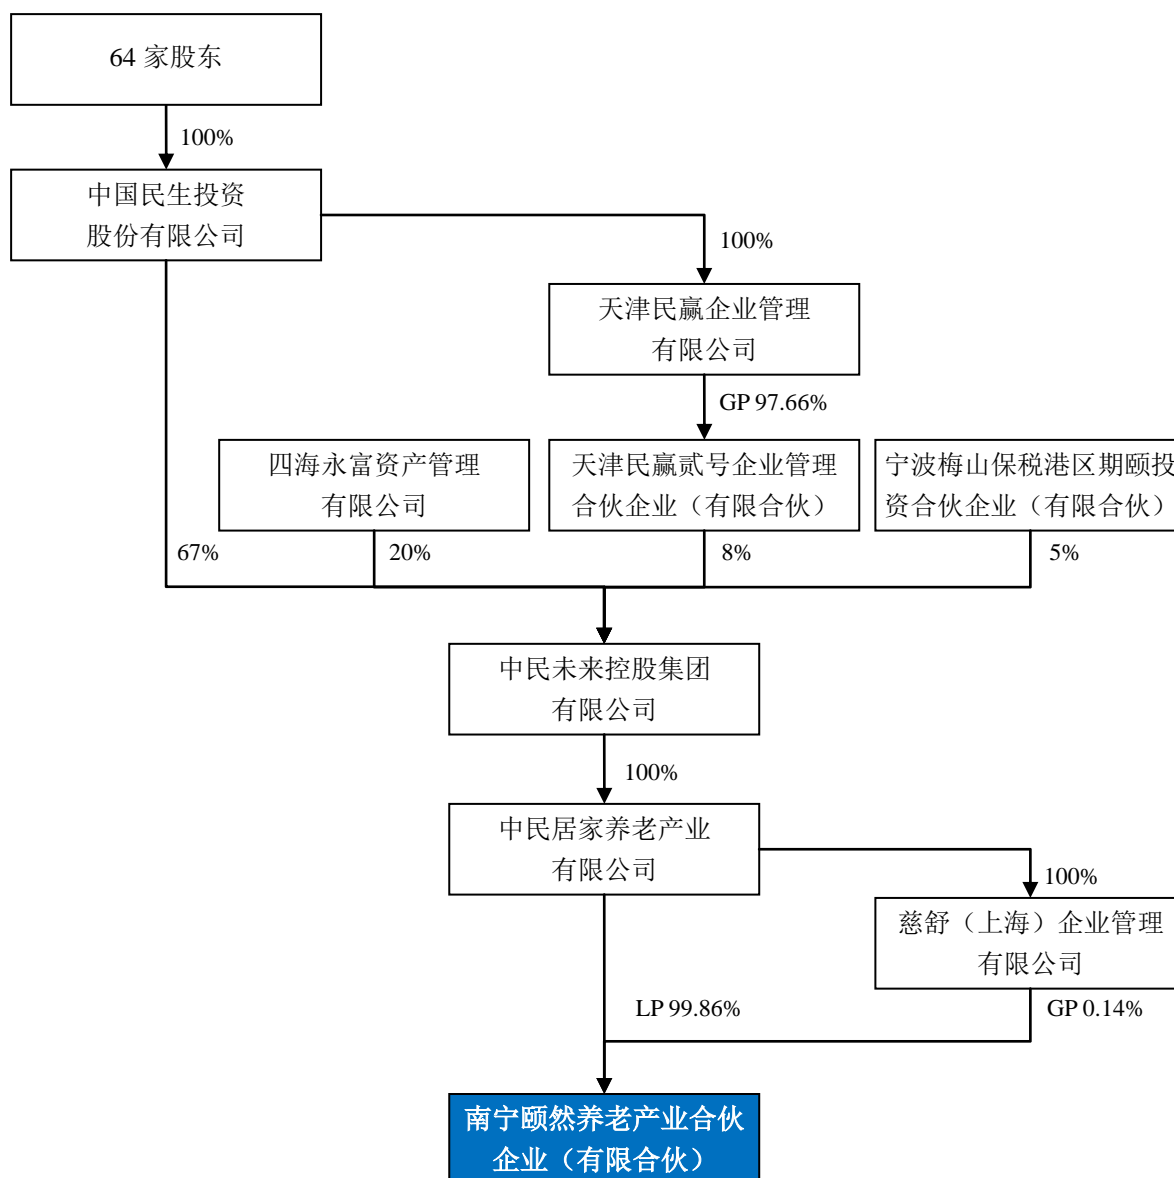 64 家股东
100%
中国民生投资
股份有限公司
100%
天津民赢企业管理
有限公司
GP 97.66%
四海永富资产管理
有限公司
天津民赢贰号企业管理
合伙企业（有限合伙）
宁波梅山保税港区期颐投
资合伙企业（有限合伙）
67%
20%
8%
5%
中民未来控股集团
有限公司
100%
中民居家养老产业
有限公司
100%
慈舒（上海）企业管理
有限公司
LP 99.86%
GP 0.14%
南宁颐然养老产业合伙
企业（有限合伙）